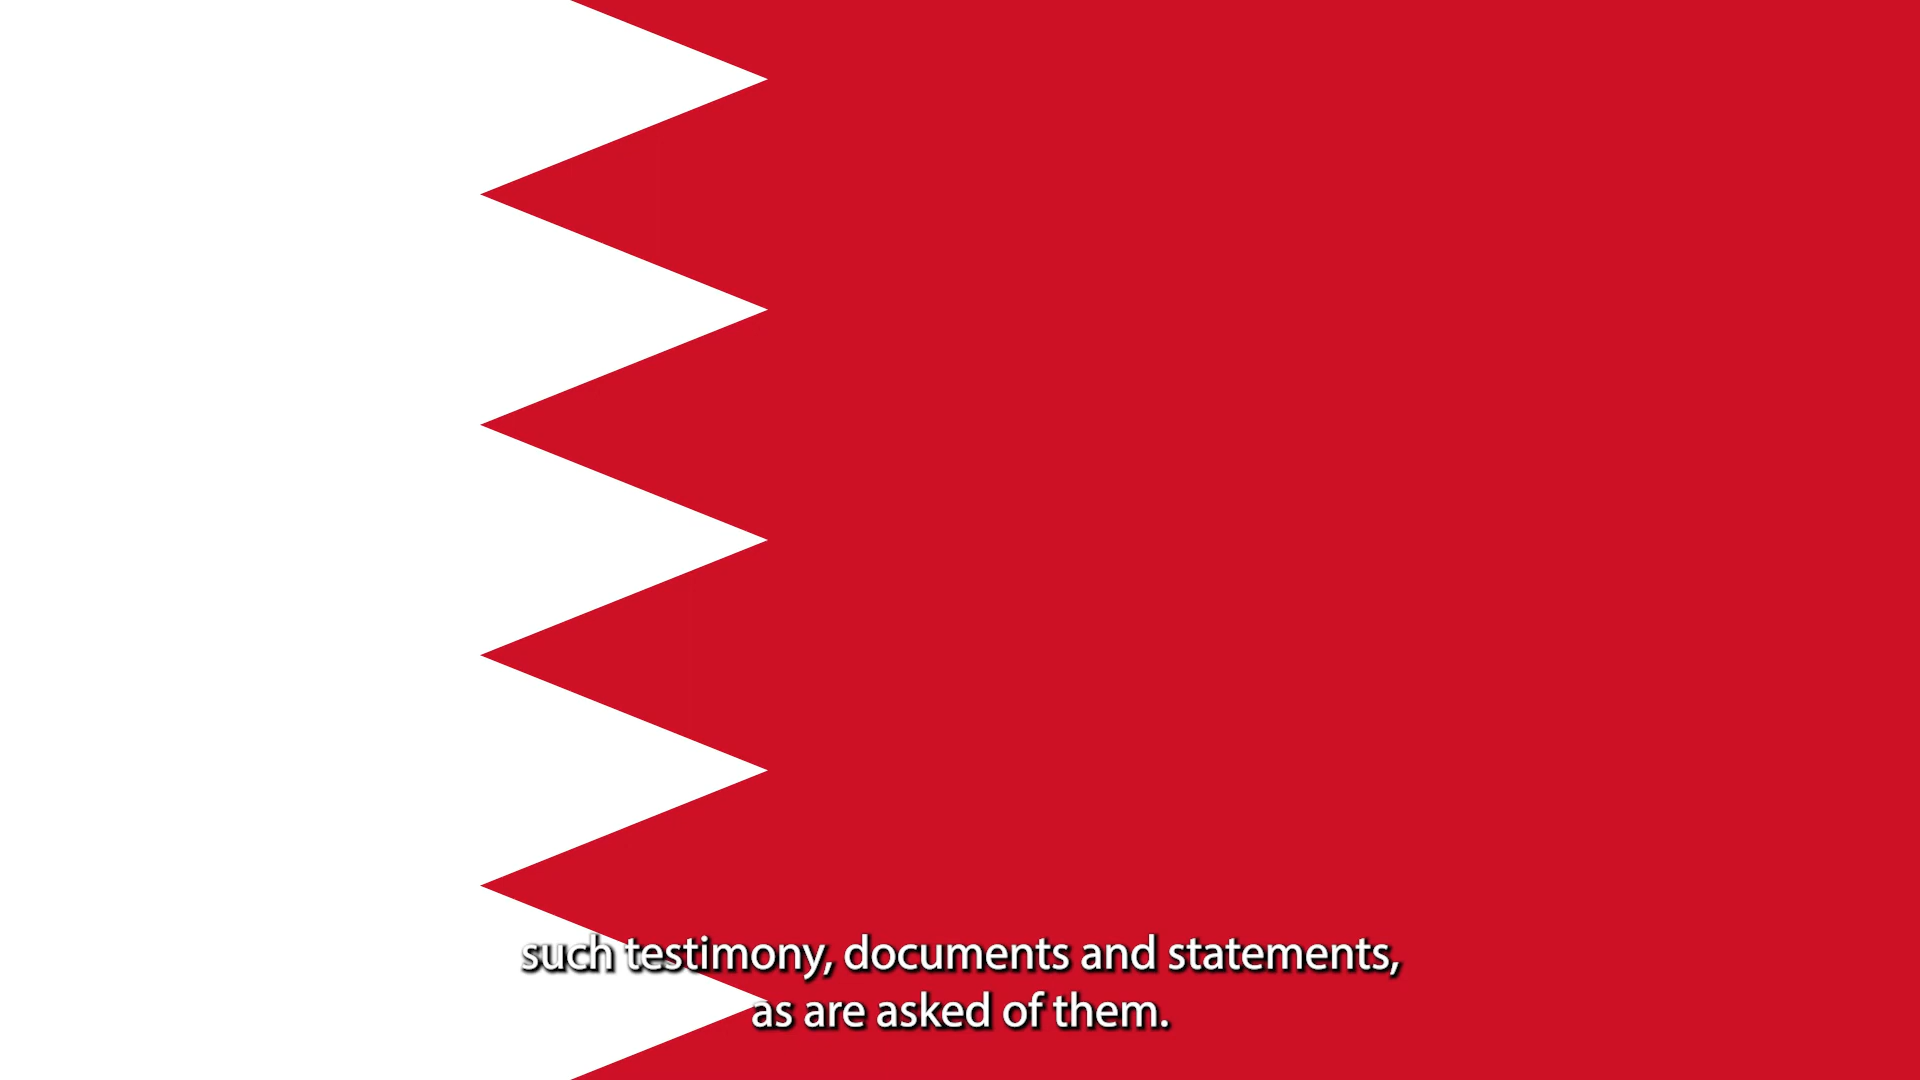 such testimony, documents and statements,
as are asked of them.